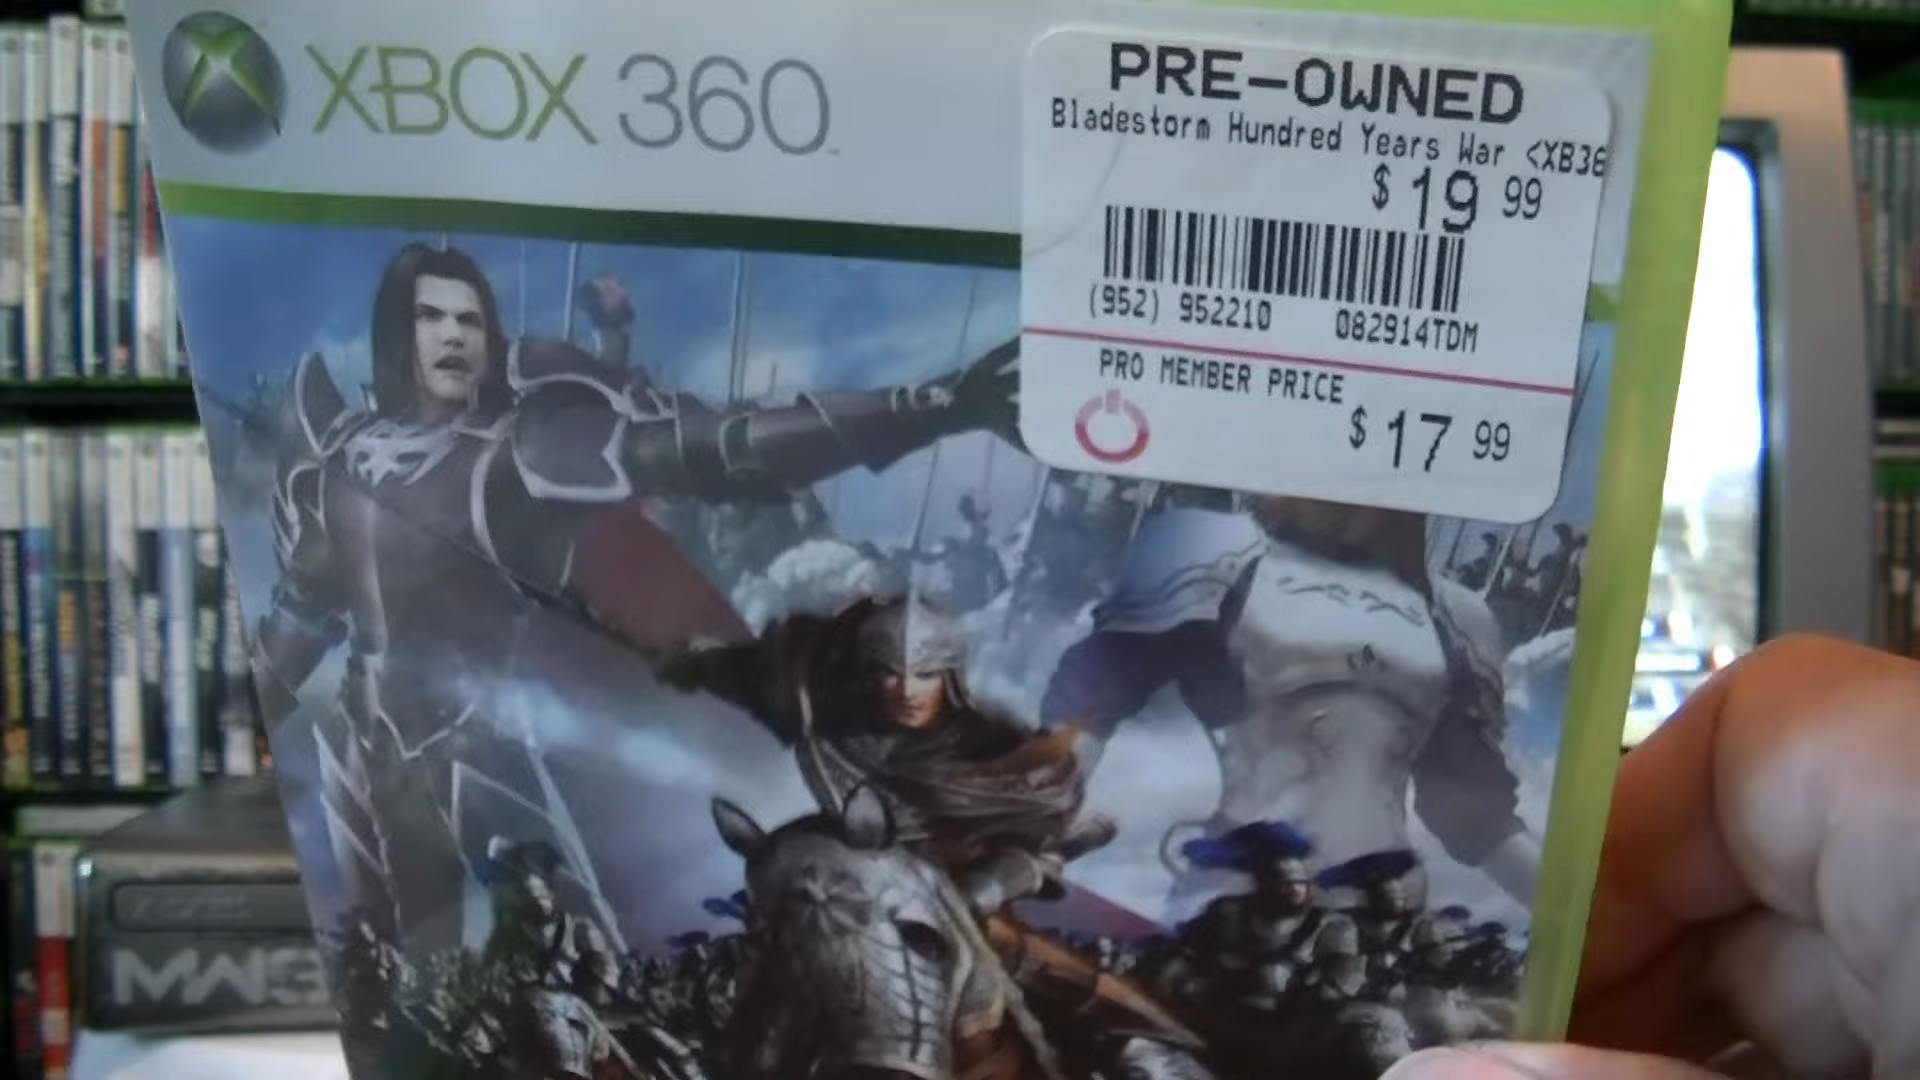 XBOX 360
PRE-OWNED
Bladestorm Hundred Years War <XB36
$ 19 99
(952) 952210 082914TDM
PRO MEMBER PRICE
$ 17 99
MW3